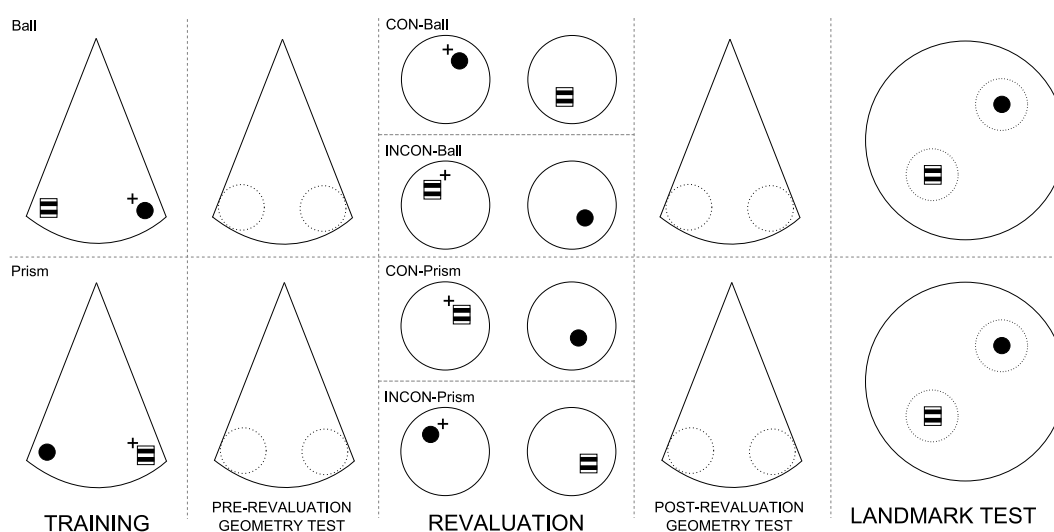 Ball
CON-Ball
+
INCON-Ball
+
+
Prism
CON-Prism
+
INCON-Prism
+
+
TRAINING
PRE-REVALUATION
GEOMETRY TEST
REVALUATION
POST-REVALUATION
GEOMETRY TEST
LANDMARK TEST